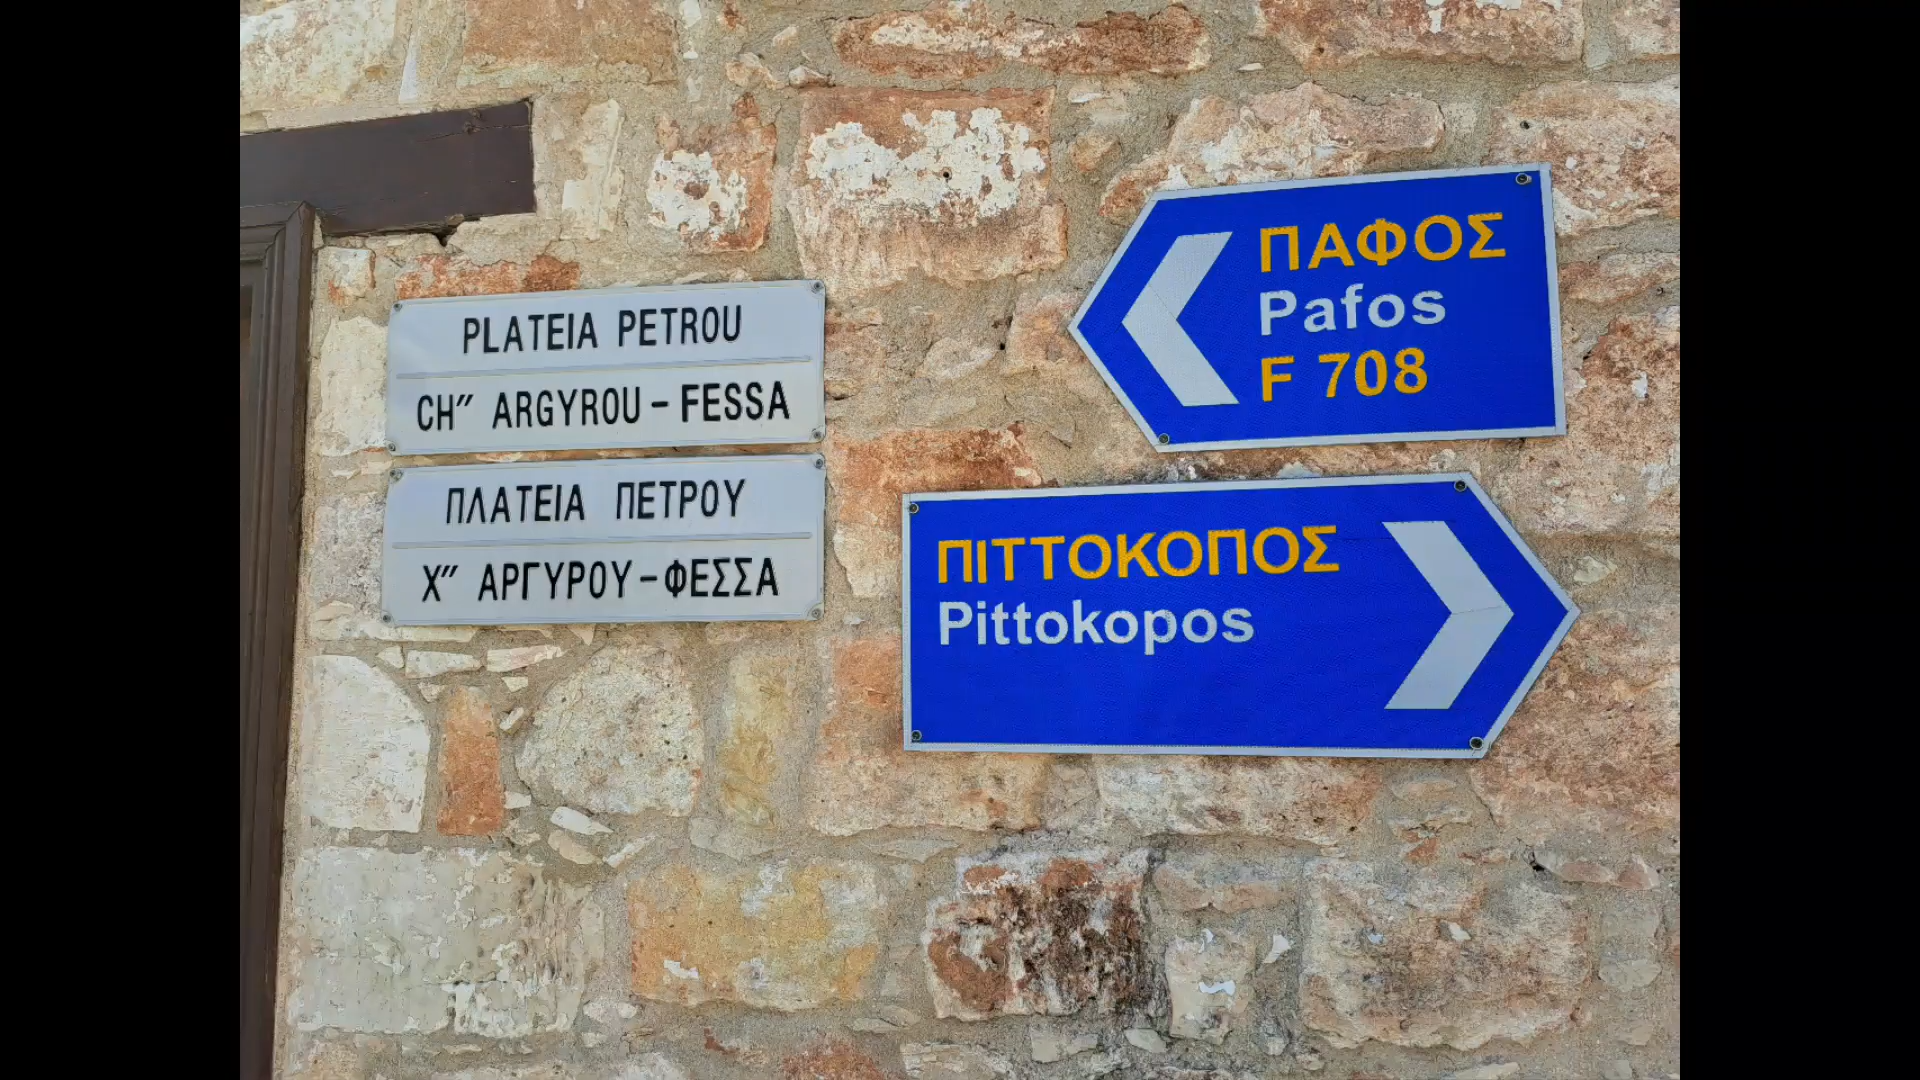 PLATEIA PETROU
CH" ARGYROU – FESSA
ΠΛΑΤΕΙΑ ΠΕΤΡΟΥ
Χ" ΑΡΓΥΡΟΥ – ΦΕΣΣΑ
ΠΑΦΟΣ
Pafos
F 708
ΠΙΤΤΟΚΟΠΟΣ
Pittokopos